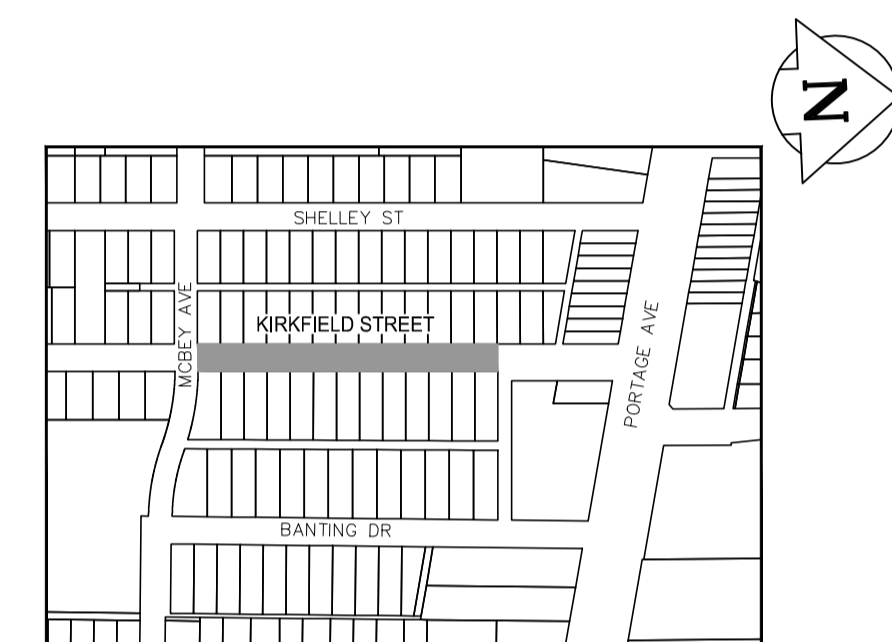 N
SHELLEY ST
KIRKFIELD STREET
MCBEY AVE
PORTAGE AVE
BANTING DR